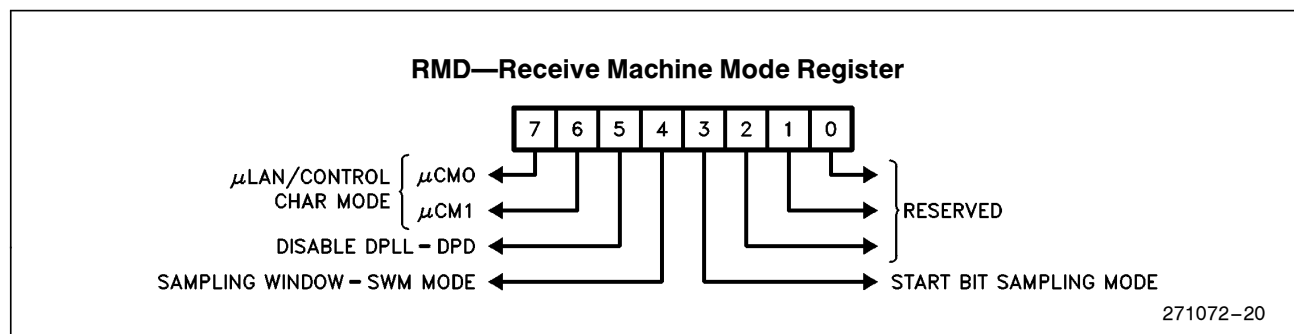 RMD—Receive Machine Mode Register
7 6 5 4 3 2 1 0
μLAN/CONTROL
CHAR MODE
μCM0
μCM1
DISABLE DPLL – DPD
SAMPLING WINDOW – SWM MODE
RESERVED
START BIT SAMPLING MODE
271072–20